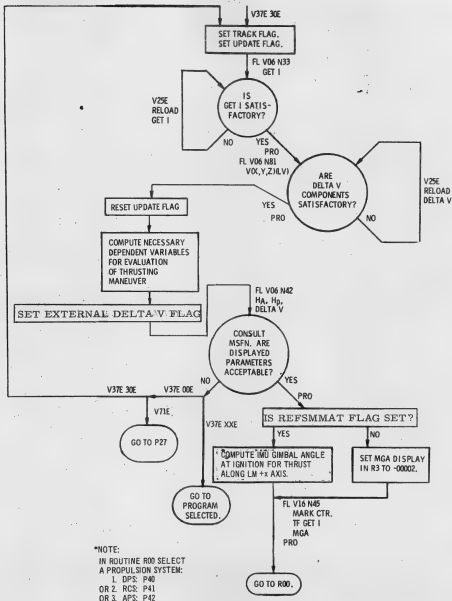 V37E 30E
SET TRACK FLAG.
SET UPDATE FLAG.
FL V06 N33
GET I
IS
GET I SATIS-
FACTORY?
V25E
RELOAD
GET I
NO
YES
PRO
FL V06 N81
V0(X,Y,Z)(LV)
ARE
DELTA V
COMPONENTS
SATISFACTORY?
V25E
RELOAD
DELTA V
YES
PRO
NO
RESET UPDATE FLAG
COMPUTE NECESSARY
DEPENDENT VARIABLES
FOR EVALUATION
OF THRUSTING
MANEUVER
SET EXTERNAL DELTA V FLAG
FL V06 N42
HA, Hp,
DELTA V
CONSULT
MSFN. ARE
DISPLAYED
PARAMETERS
ACCEPTABLE?
NO
YES
PRO
V37E 30E
V37E 00E
V71E
GO TO P27
V37E XXE
GO TO
PROGRAM
SELECTED.
IS REFSMMAT FLAG SET?
YES
NO
COMPUTE IMU GIMBAL ANGLE
AT IGNITION FOR THRUST
ALONG LM +x AXIS.
SET MGA DISPLAY
IN R3 TO -00002.
FL V16 N45
MARK CTR.
TF GET I
MGA
PRO
GO TO R00.
*NOTE:
IN ROUTINE R00 SELECT
A PROPULSION SYSTEM:
1. DPS: P40
OR 2. RCS: P41
OR 3. APS: P42